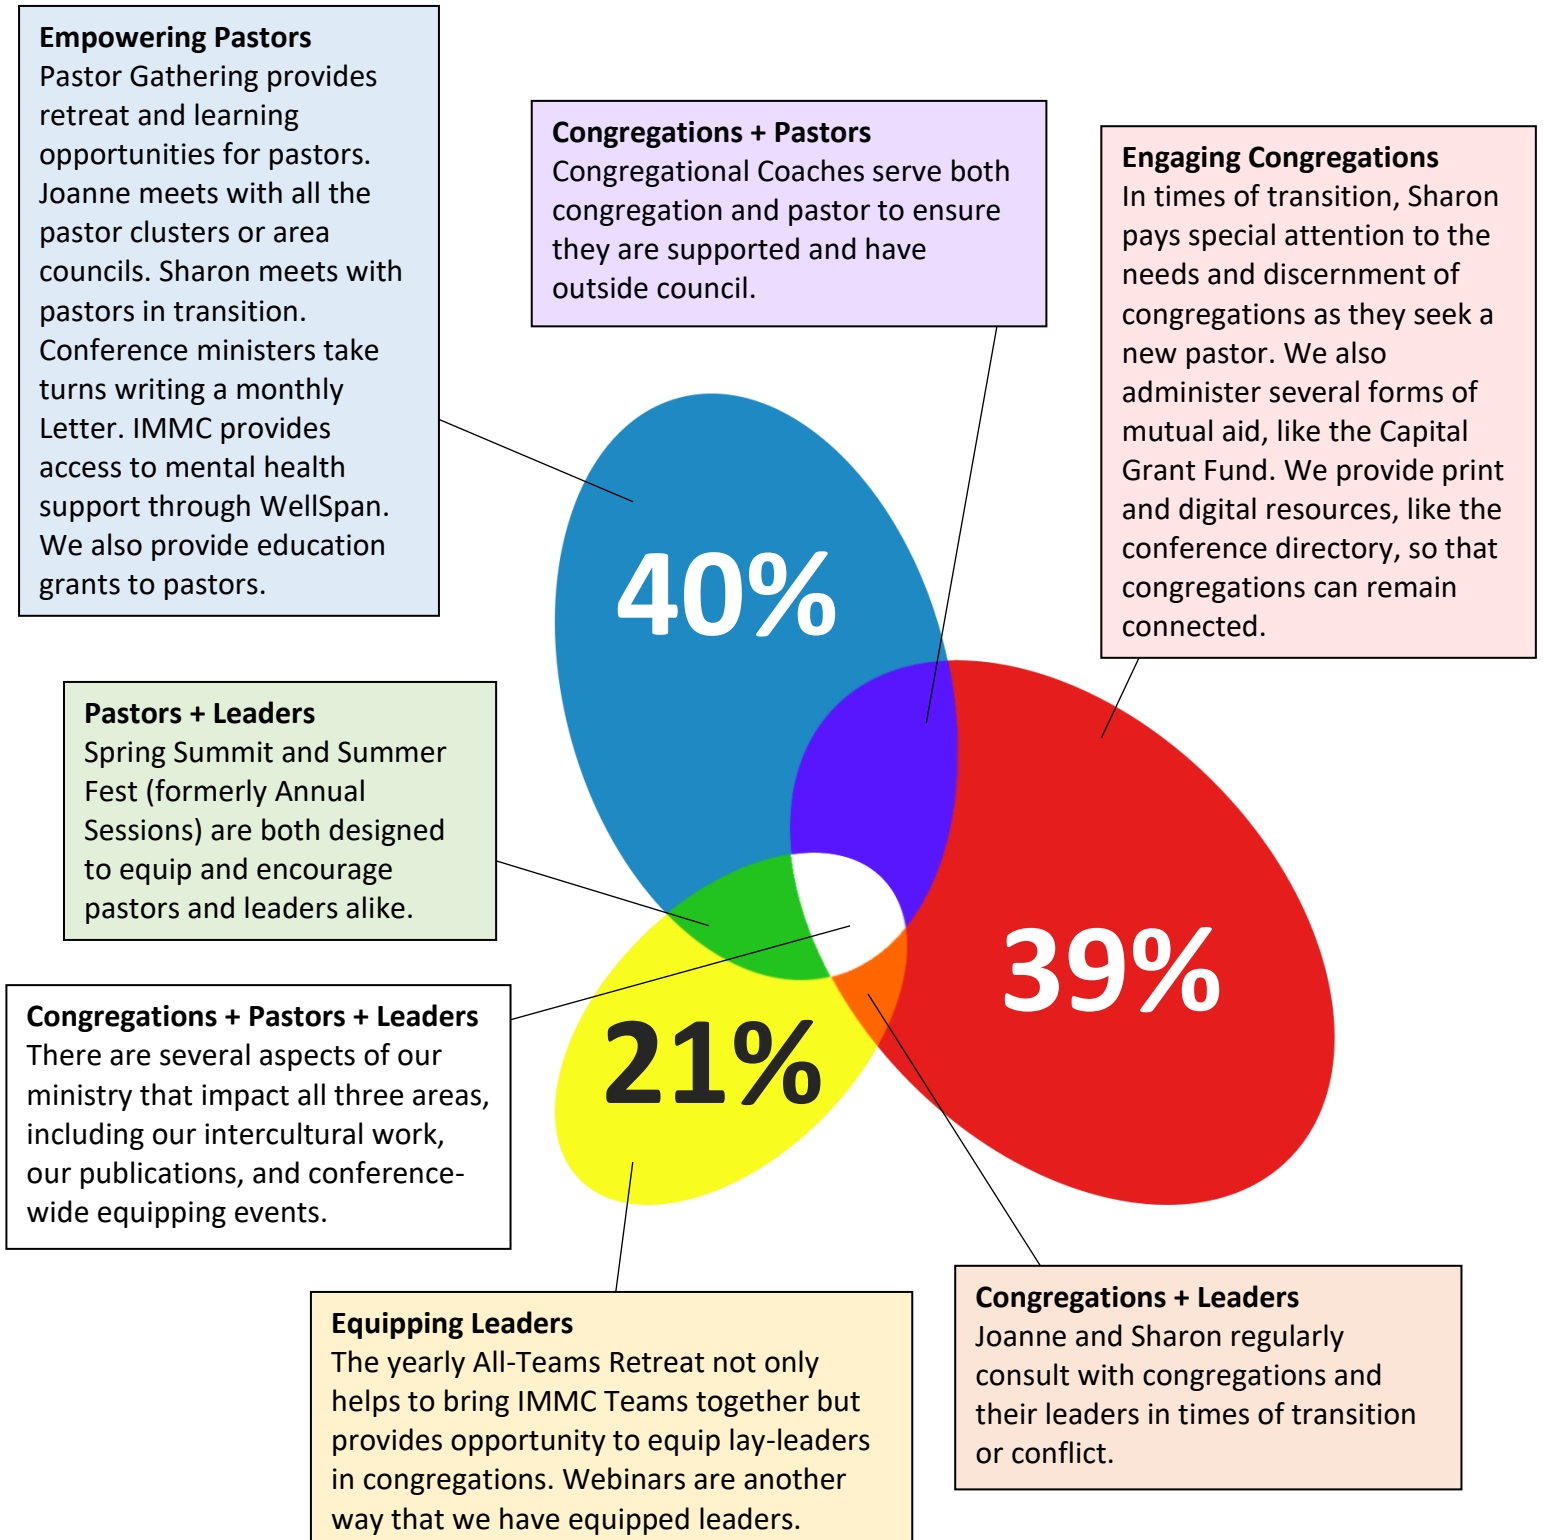 Empowering Pastors
Pastor Gathering provides
retreat and learning
opportunities for pastors.
Joanne meets with all the
pastor clusters or area
councils. Sharon meets with
pastors in transition.
Conference ministers take
turns writing a monthly
Letter. IMMC provides
access to mental health
support through WellSpan.
We also provide education
grants to pastors.
Congregations + Pastors
Congregational Coaches serve both
congregation and pastor to ensure
they are supported and have
outside council.
Engaging Congregations
In times of transition, Sharon
pays special attention to the
needs and discernment of
congregations as they seek a
new pastor. We also
administer several forms of
mutual aid, like the Capital
Grant Fund. We provide print
and digital resources, like the
conference directory, so that
congregations can remain
connected.
40%
Pastors + Leaders
Spring Summit and Summer
Fest (formerly Annual
Sessions) are both designed
to equip and encourage
pastors and leaders alike.
39%
Congregations + Pastors + Leaders
There are several aspects of our
ministry that impact all three areas,
including our intercultural work,
our publications, and conference-
wide equipping events.
21%
Equipping Leaders
The yearly All-Teams Retreat not only
helps to bring IMMC Teams together but
provides opportunity to equip lay-leaders
in congregations. Webinars are another
way that we have equipped leaders.
Congregations + Leaders
Joanne and Sharon regularly
consult with congregations and
their leaders in times of transition
or conflict.